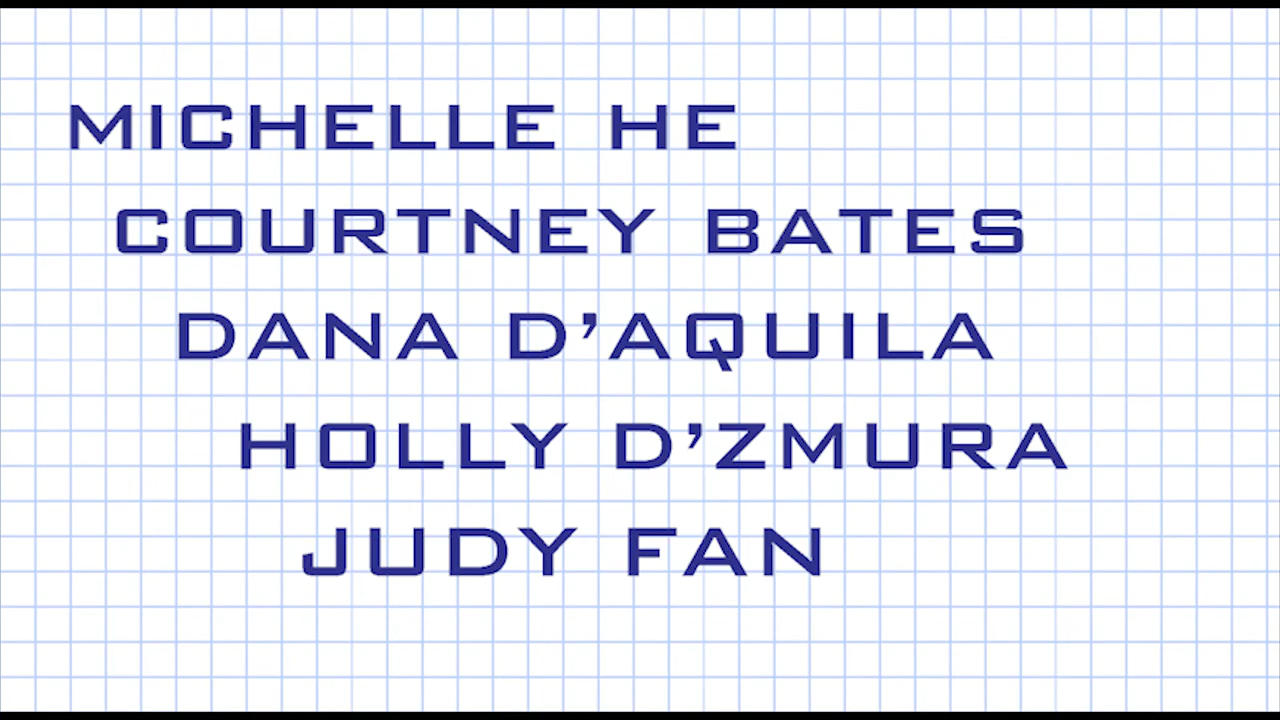 MICHELLE HE
COURTNEY BATES
DANA D’AQUILA
HOLLY D’ZMURA
JUDY FAN